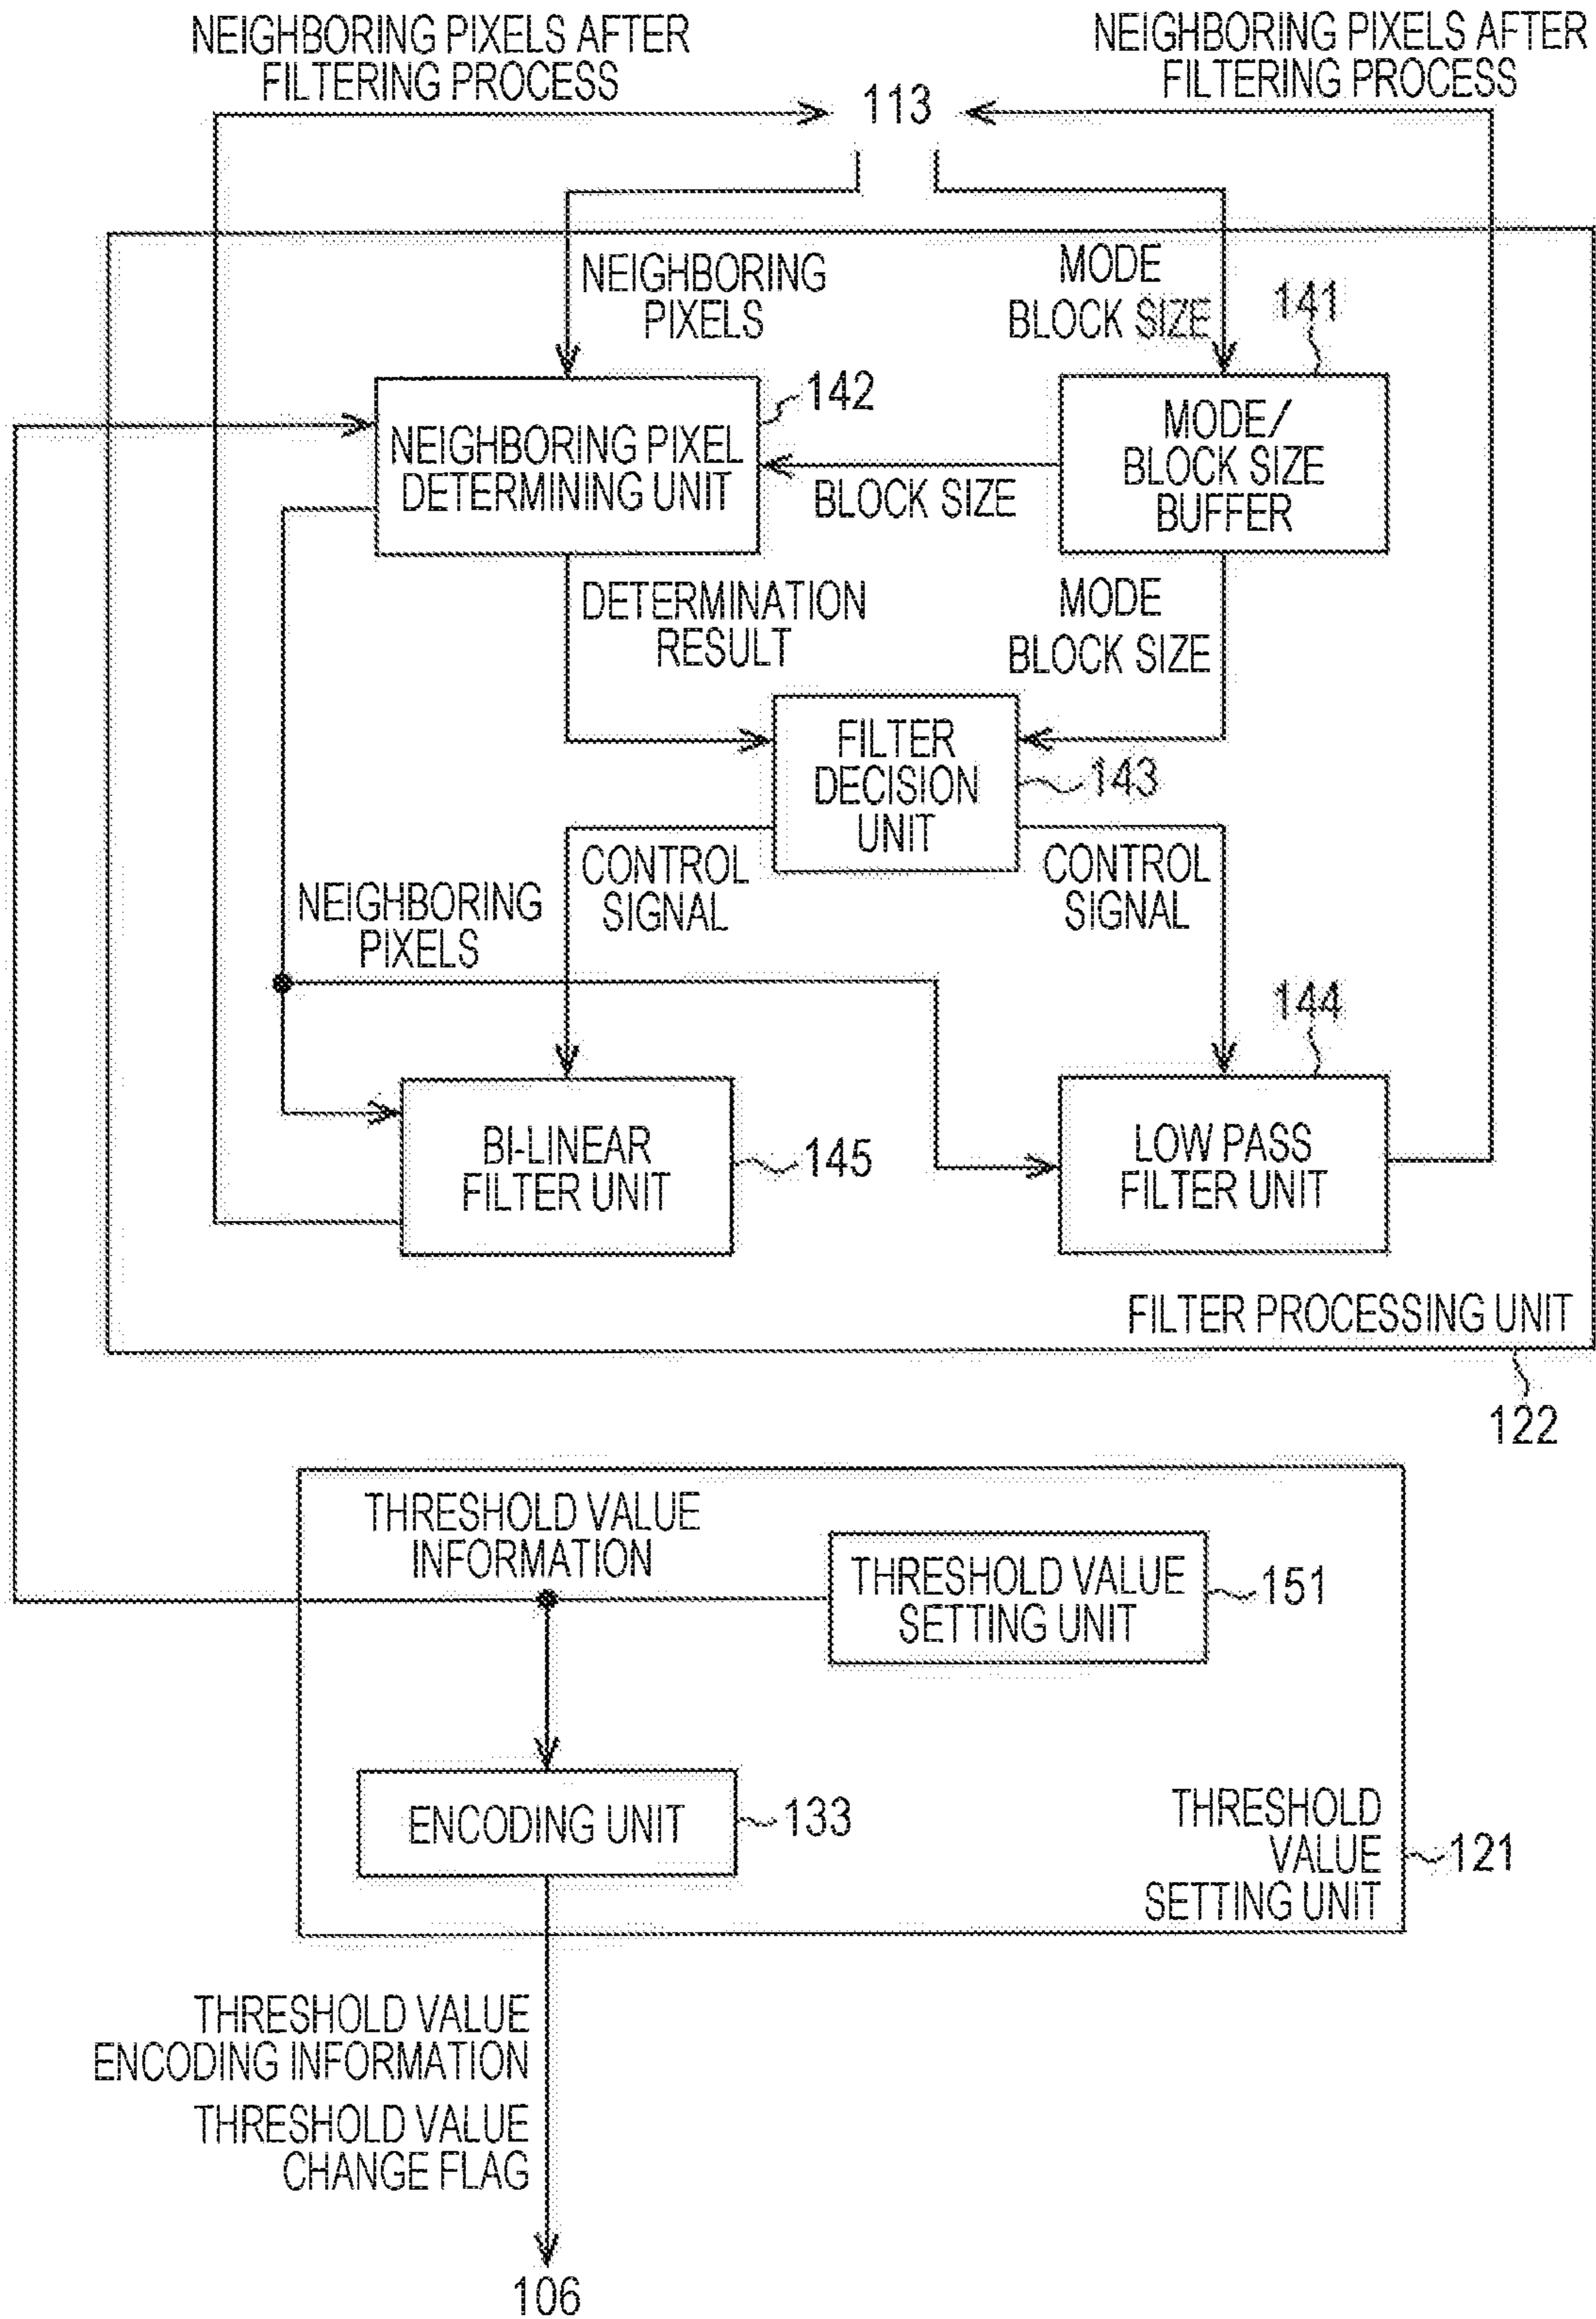 NEIGHBORING PIXELS AFTER
FILTERING PROCESS
NEIGHBORING PIXELS AFTER
FILTERING PROCESS
113
NEIGHBORING
PIXELS
MODE
BLOCK SIZE
141
142
NEIGHBORING PIXEL
DETERMINING UNIT
BLOCK SIZE
MODE/
BLOCK SIZE
BUFFER
DETERMINATION
RESULT
MODE
BLOCK SIZE
FILTER
DECISION
UNIT
143
CONTROL
SIGNAL
CONTROL
SIGNAL
NEIGHBORING
PIXELS
144
BI-LINEAR
FILTER UNIT
145
LOW PASS
FILTER UNIT
FILTER PROCESSING UNIT
122
THRESHOLD VALUE
INFORMATION
THRESHOLD VALUE
SETTING UNIT
151
ENCODING UNIT
133
THRESHOLD
VALUE
SETTING UNIT
121
THRESHOLD VALUE
ENCODING INFORMATION
THRESHOLD VALUE
CHANGE FLAG
106